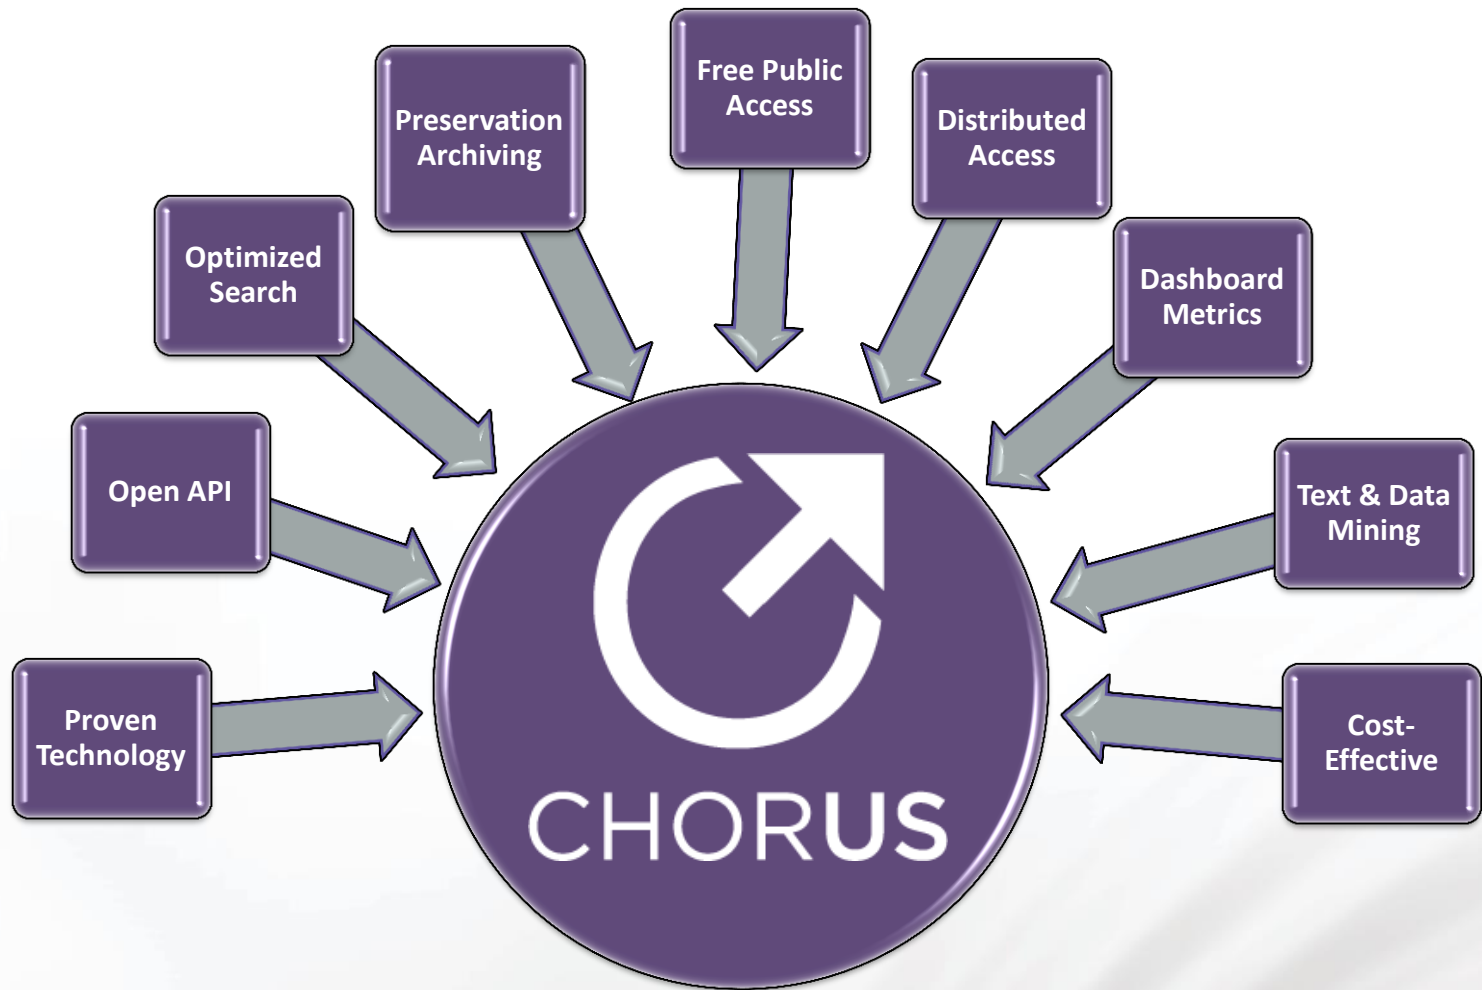 Free Public
Access
Preservation
Archiving
Distributed
Access
Optimized
Search
Dashboard
Metrics
Open API
Text & Data
Mining
Proven
Technology
Cost-
Effective
CHORUS